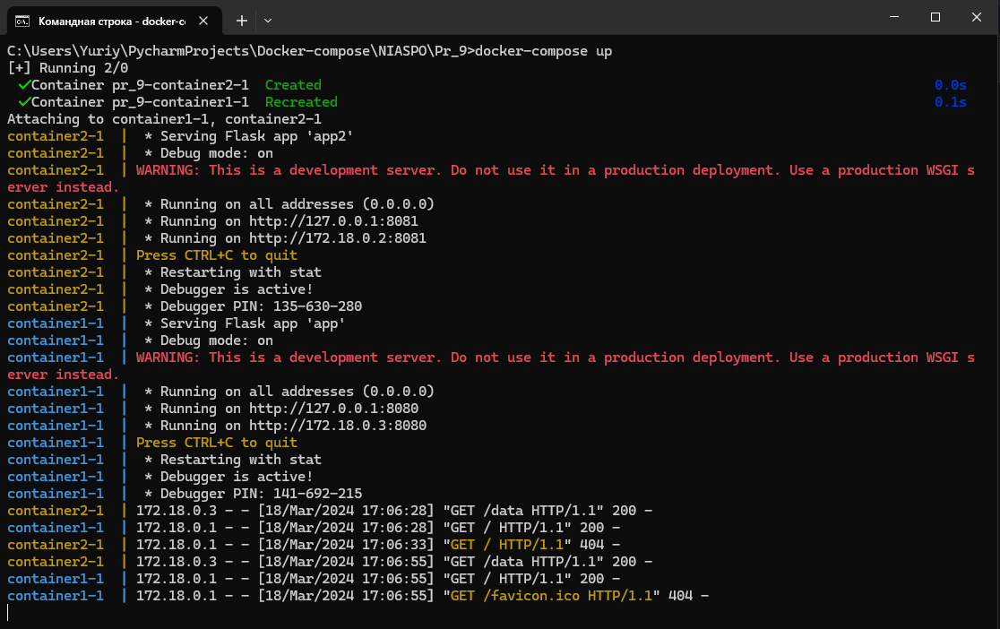 Командная строка - docker-c
C:\Users\Yuriy\PycharmProjects\Docker-compose\NIASPO\Pr_9>docker-compose up
[+] Running 2/0
✓Container pr_9-container2-1  Created 0.0s
✓Container pr_9-container1-1  Recreated 0.1s
Attaching to container1-1, container2-1
container2-1  |  * Serving Flask app 'app2'
container2-1  |  * Debug mode: on
container2-1  | WARNING: This is a development server. Do not use it in a production deployment. Use a production WSGI s
erver instead.
container2-1  |  * Running on all addresses (0.0.0.0)
container2-1  |  * Running on http://127.0.0.1:8081
container2-1  |  * Running on http://172.18.0.2:8081
container2-1  | Press CTRL+C to quit
container2-1  |  * Restarting with stat
container2-1  |  * Debugger is active!
container2-1  |  * Debugger PIN: 135-630-280
container1-1  |  * Serving Flask app 'app'
container1-1  |  * Debug mode: on
container1-1  | WARNING: This is a development server. Do not use it in a production deployment. Use a production WSGI s
erver instead.
container1-1  |  * Running on all addresses (0.0.0.0)
container1-1  |  * Running on http://127.0.0.1:8080
container1-1  |  * Running on http://172.18.0.3:8080
container1-1  | Press CTRL+C to quit
container1-1  |  * Restarting with stat
container1-1  |  * Debugger is active!
container1-1  |  * Debugger PIN: 141-692-215
container2-1  | 172.18.0.3 - - [18/Mar/2024 17:06:28] "GET /data HTTP/1.1" 200 -
container1-1  | 172.18.0.1 - - [18/Mar/2024 17:06:28] "GET / HTTP/1.1" 200 -
container2-1  | 172.18.0.1 - - [18/Mar/2024 17:06:33] "GET / HTTP/1.1" 404 -
container2-1  | 172.18.0.3 - - [18/Mar/2024 17:06:55] "GET /data HTTP/1.1" 200 -
container1-1  | 172.18.0.1 - - [18/Mar/2024 17:06:55] "GET / HTTP/1.1" 200 -
container1-1  | 172.18.0.1 - - [18/Mar/2024 17:06:55] "GET /favicon.ico HTTP/1.1" 404 -